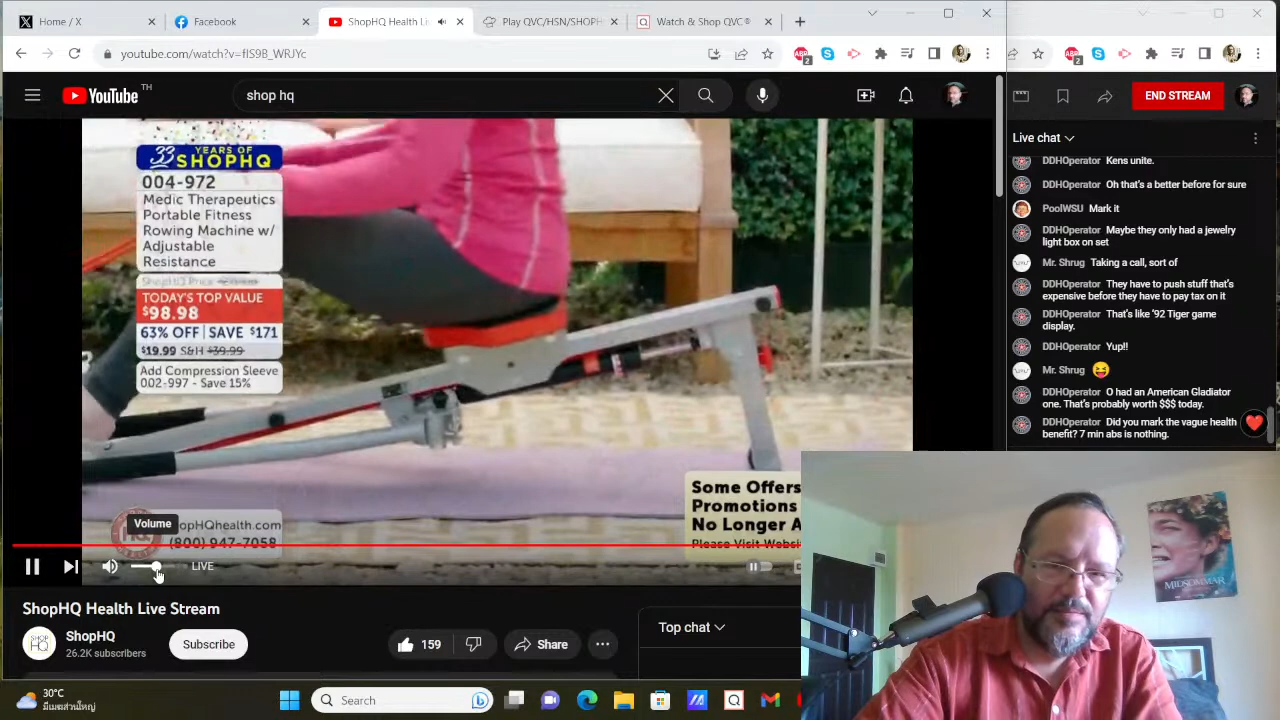 Home / X
Facebook
ShopHQ Health Li
Play QVC/HSN/SHOPH
Watch & Shop QVC®
youtube.com/watch?v=flS9B_WRJYc
YouTube TH
shop hq
END STREAM
Live chat
DDHOperator Kens unite.
DDHOperator Oh that's a better before for sure
PoolWSU Mark it
DDHOperator Maybe they only had a jewelry
light box on set
Mr. Shrug Taking a call, sort of
DDHOperator They have to push stuff that's
expensive before they have to pay tax on it
DDHOperator That's like '92 Tiger game
display.
DDHOperator Yup!!
Mr. Shrug 😝
DDHOperator O had an American Gladiator
one. That's probably worth $$$ today.
DDHOperator Did you mark the vague health
benefit? 7 min abs is nothing.
33 YEARS OF
SHOPHQ
004-972
Medic Therapeutics
Portable Fitness
Rowing Machine w/
Adjustable
Resistance
TODAY'S TOP VALUE
$98.98
63% OFF | SAVE $171
$19.99 S&H $39.99
Add Compression Sleeve
002-997 - Save 15%
Some Offers
Promotions
No Longer A
Please Visit Websi
Volume
opHQhealth.com
(800) 947-7058
LIVE
ShopHQ Health Live Stream
SHOP
HQ
ShopHQ
26.2K subscribers
Subscribe
159
Share
Top chat
MIDSOMMAR
30°C
Search